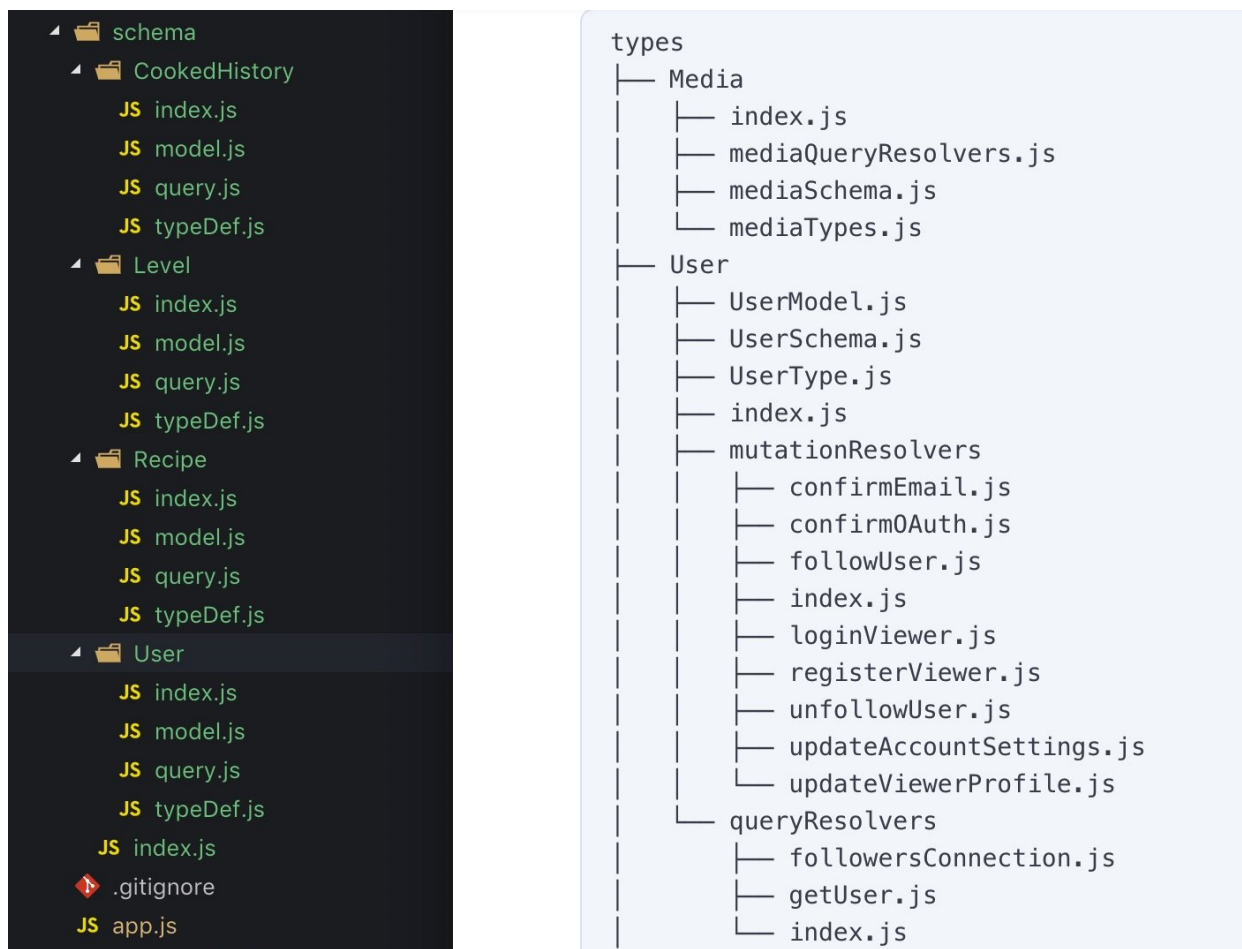 schema
CookedHistory
JS index.js
JS model.js
JS query.js
JS typeDef.js
Level
JS index.js
JS model.js
JS query.js
JS typeDef.js
Recipe
JS index.js
JS model.js
JS query.js
JS typeDef.js
User
JS index.js
JS model.js
JS query.js
JS typeDef.js
JS index.js
.gitignore
JS app.js
types
├── Media
│   ├── index.js
│   ├── mediaQueryResolvers.js
│   ├── mediaSchema.js
│   └── mediaTypes.js
├── User
│   ├── UserModel.js
│   ├── UserSchema.js
│   ├── UserType.js
│   ├── index.js
│   ├── mutationResolvers
│   │   ├── confirmEmail.js
│   │   ├── confirmOAuth.js
│   │   ├── followUser.js
│   │   ├── index.js
│   │   ├── loginViewer.js
│   │   ├── registerViewer.js
│   │   ├── unfollowUser.js
│   │   ├── updateAccountSettings.js
│   │   └── updateViewerProfile.js
│   └── queryResolvers
│       ├── followersConnection.js
│       ├── getUser.js
│       └── index.js